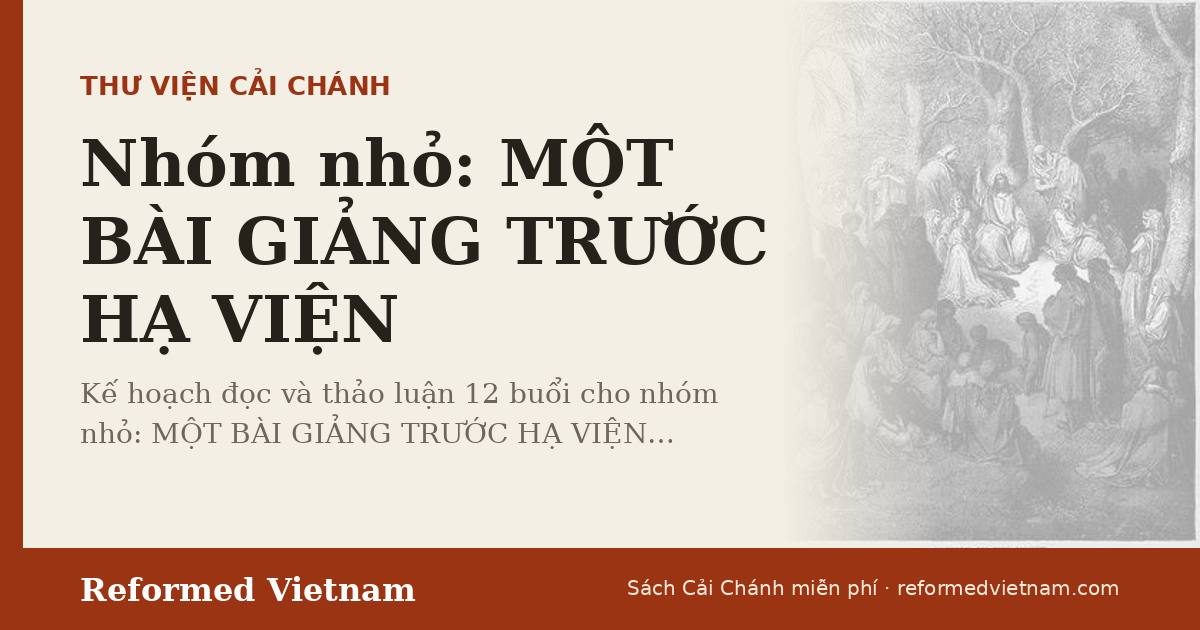 THƯ VIỆN CẢI CHÁNH
Nhóm nhỏ: MỘT
BÀI GIẢNG TRƯỚC
HẠ VIỆN
Kế hoạch đọc và thảo luận 12 buổi cho nhóm
nhỏ: MỘT BÀI GIẢNG TRƯỚC HẠ VIỆN...
Reformed Vietnam
Sách Cải Chánh miễn phí · reformedvietnam.com